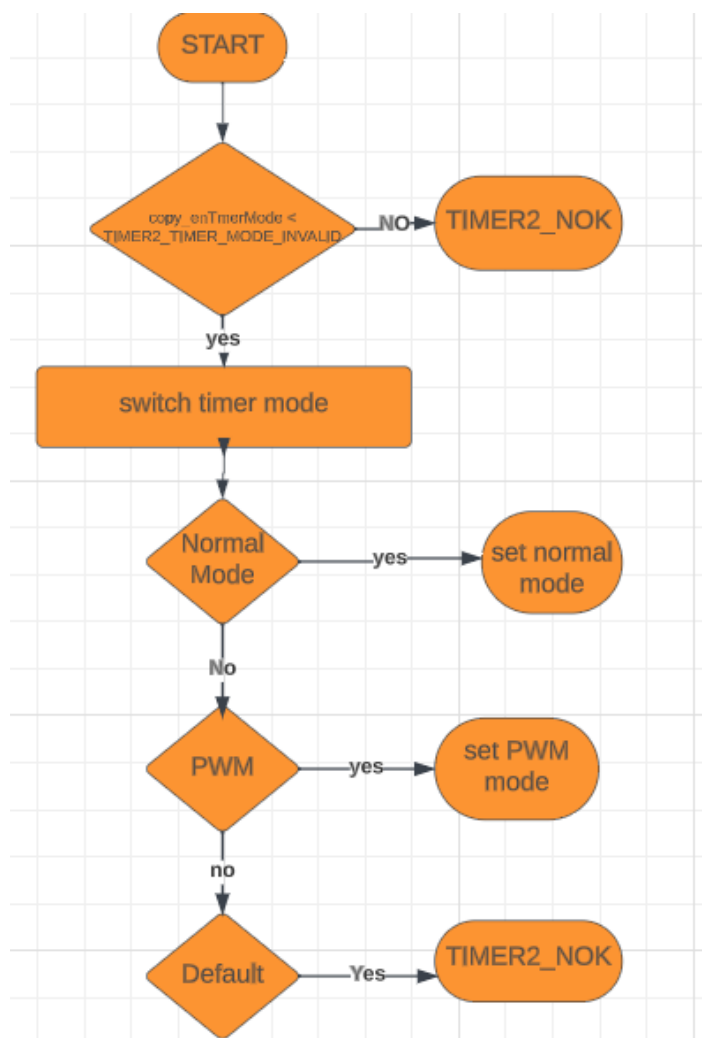 START
copy_enTmerMode <
TIMER2_TIMER_MODE_INVALID
NO
TIMER2_NOK
yes
switch timer mode
Normal
Mode
yes
set normal
mode
No
PWM
yes
set PWM
mode
no
Default
Yes
TIMER2_NOK